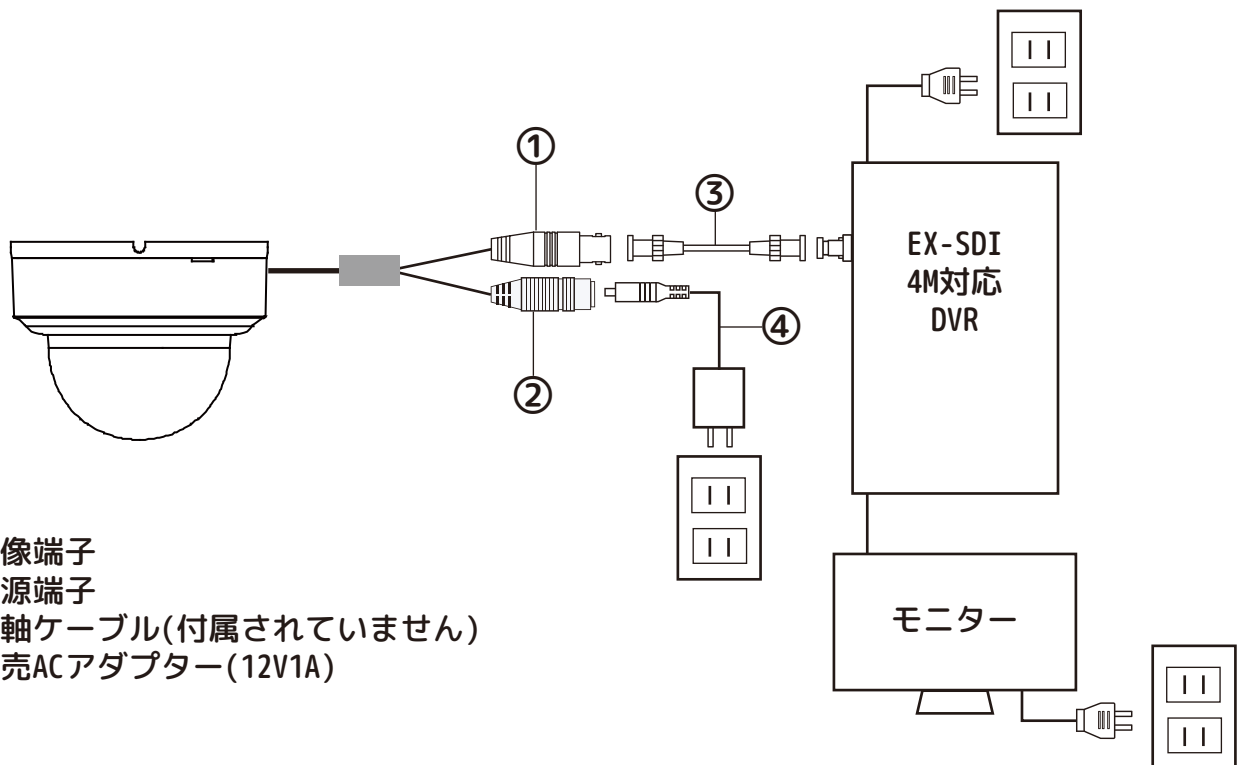 ①
③
EX-SDI
4M対応
DVR
④
②
像端子
源端子
軸ケーブル(付属されていません)
売ACアダプター(12V1A)
モニター